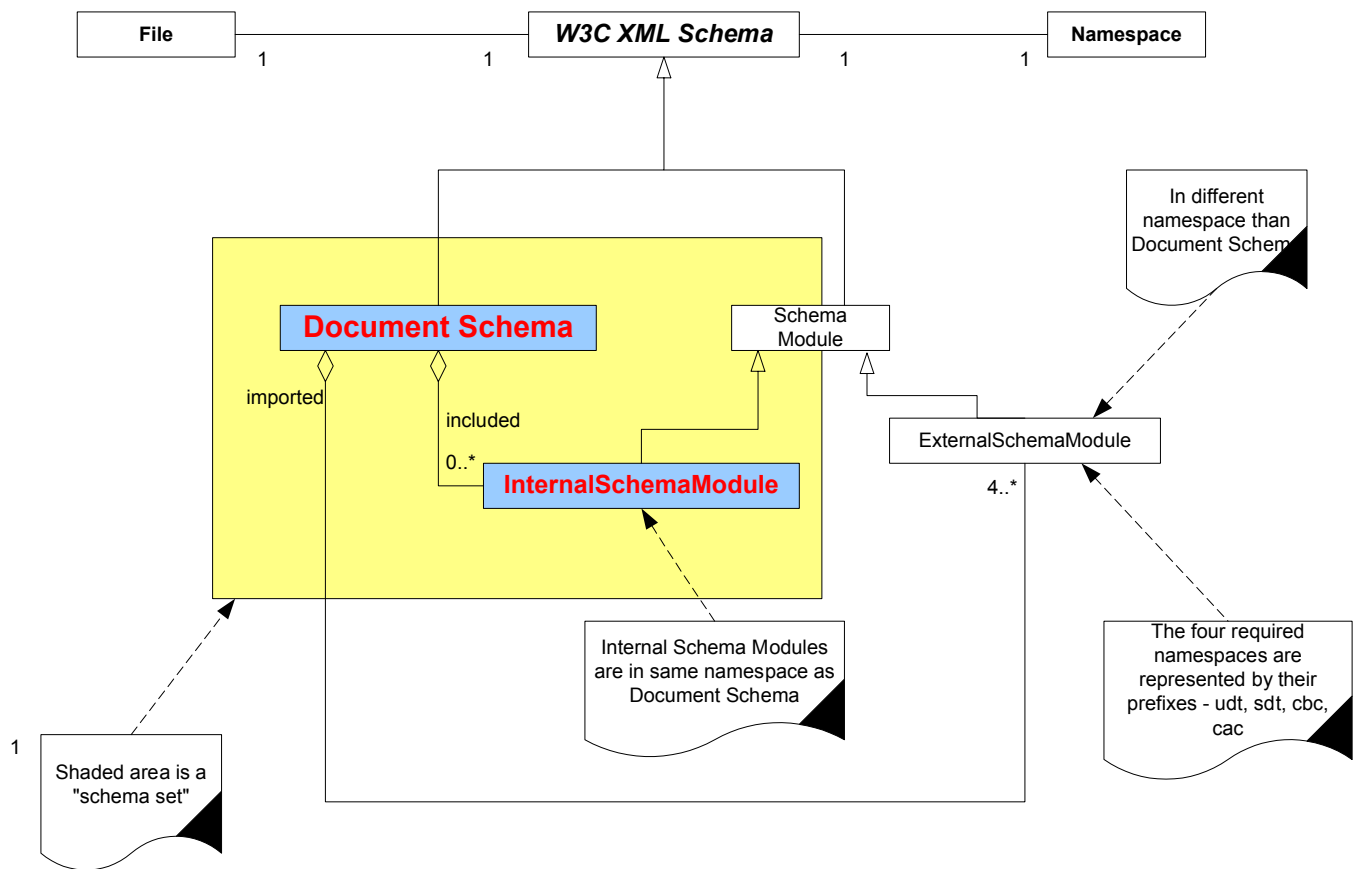 File
W3C XML Schema
Namespace
1
1
1
1
In different
namespace than
Document Schem
Document Schema
Schema
Module
imported
included
0..*
InternalSchemaModule
ExternalSchemaModule
4..*
Internal Schema Modules
are in same namespace as
Document Schema
The four required
namespaces are
represented by their
prefixes - udt, sdt, cbc,
cac
1
Shaded area is a
"schema set"